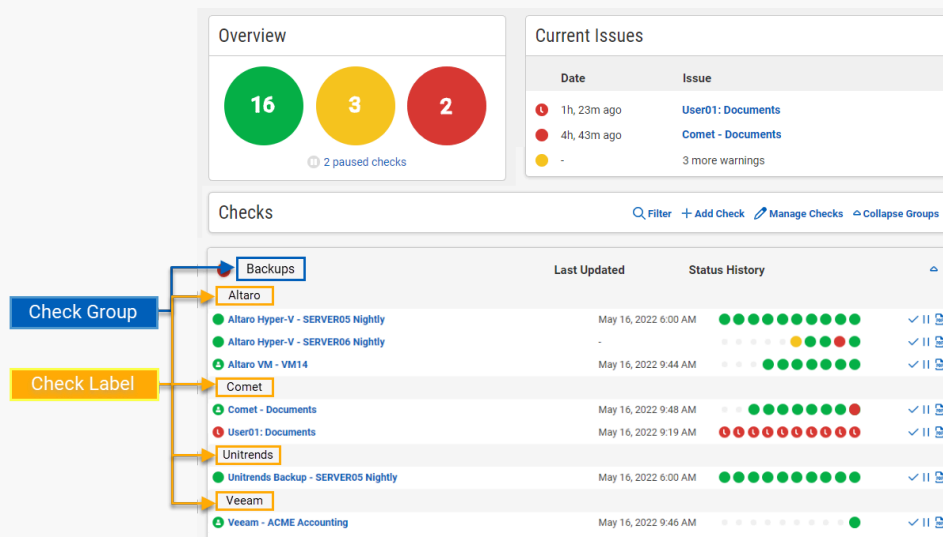 Overview
16 3 2
2 paused checks
Current Issues
Date Issue
1h, 23m ago User01: Documents
4h, 43m ago Comet - Documents
- 3 more warnings
Checks Filter Add Check Manage Checks Collapse Groups
Backups Last Updated Status History
Altaro
Altaro Hyper-V - SERVER05 Nightly May 16, 2022 6:00 AM
Altaro Hyper-V - SERVER06 Nightly -
Altaro VM - VM14 May 16, 2022 9:44 AM
Comet
Comet - Documents May 16, 2022 9:48 AM
User01: Documents May 16, 2022 9:19 AM
Unitrends
Unitrends Backup - SERVER05 Nightly May 16, 2022 6:00 AM
Veeam
Veeam - ACME Accounting May 16, 2022 9:46 AM
Check Group
Check Label